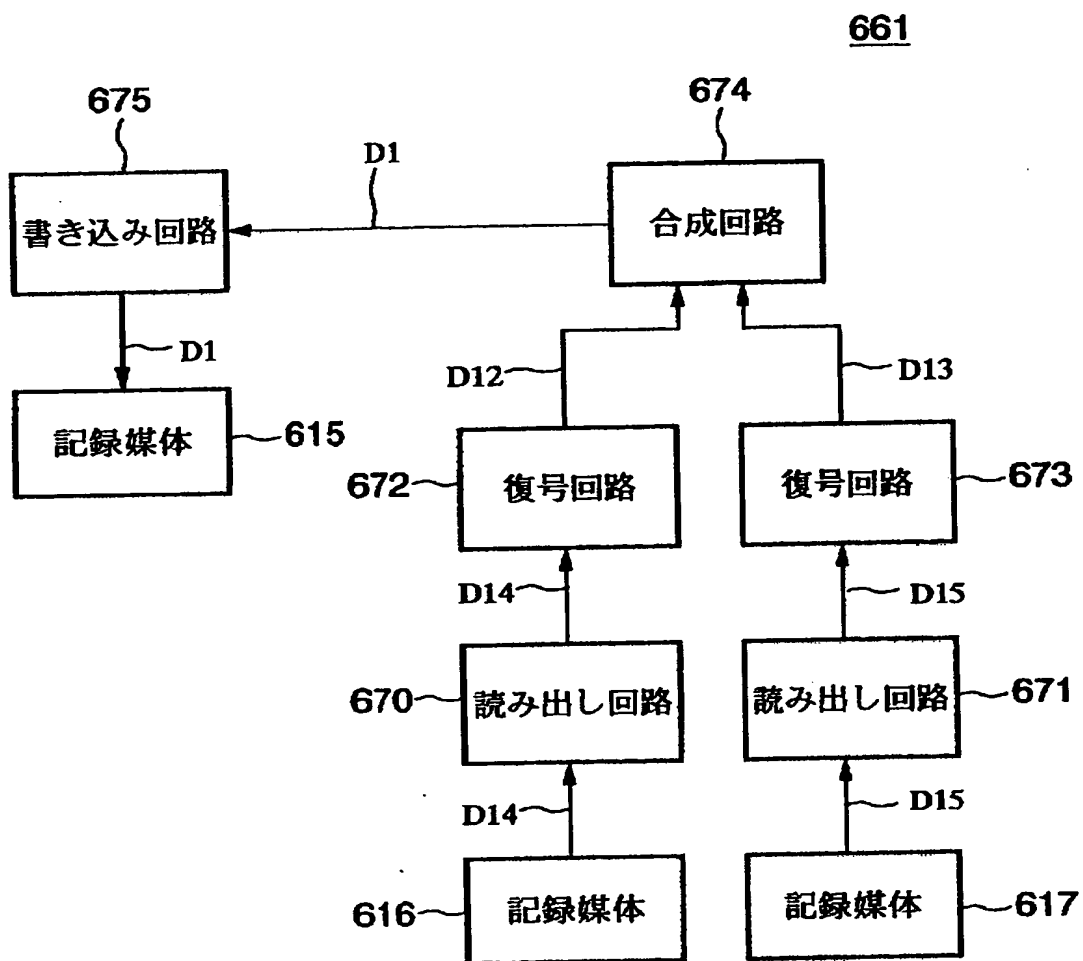 661
675
674
D1
書き込み回路
合成回路
D1
D12
D13
記録媒体
615
672
復号回路
復号回路
673
D14
D15
670
読み出し回路
読み出し回路
671
D14
D15
616
記録媒体
記録媒体
617